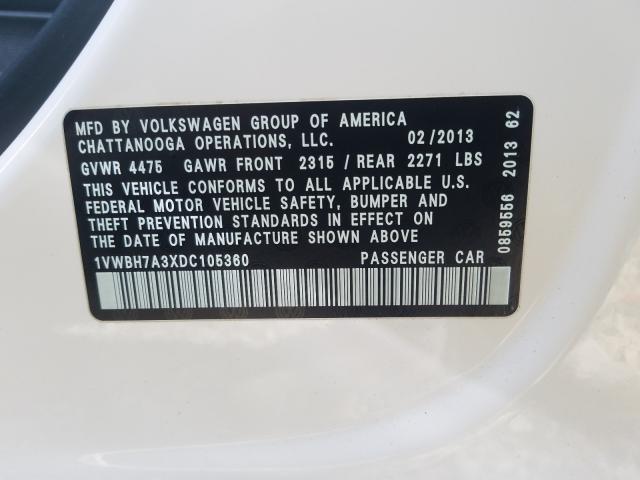 MFD BY VOLKSWAGEN GROUP OF AMERICA
CHATTANOOGA OPERATIONS, LLC. 02/2013
GVWR 4475 GAWR FRONT 2315/REAR 2271 LBS
THIS VEHICLE CONFORMS TO ALL APPLICABLE U.S.
FEDERAL MOTOR VEHICLE SAFETY, BUMPER AND
THEFT PREVENTION STANDARDS IN EFFECT ON
THE DATE OF MANUFACTURE SHOWN ABOVE
1VWBH7A3XDC105360 PASSENGER CAR
0859556 2013 62